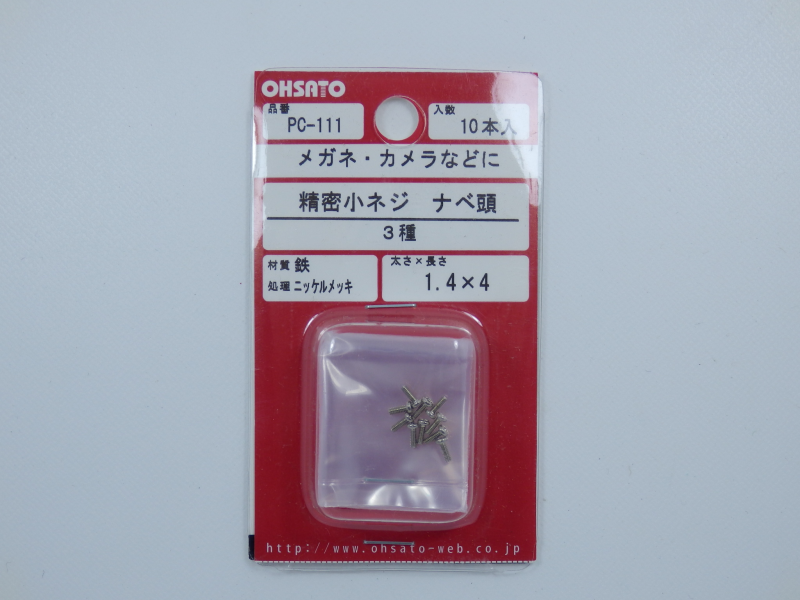 OHSATO
品番 PC-111
入数 10本入
メガネ・カメラなどに
精密小ネジ ナベ頭
3種
材質 鉄
処理 ニッケルメッキ
太さ×長さ
1.4×4
http://www.ohsato-web.co.jp